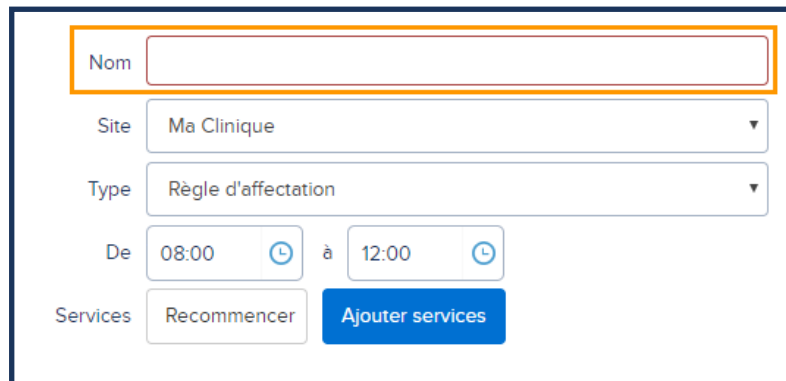 Nom
Site Ma Clinique
Type Règle d'affectation
De 08:00 à 12:00
Services Recommencer Ajouter services